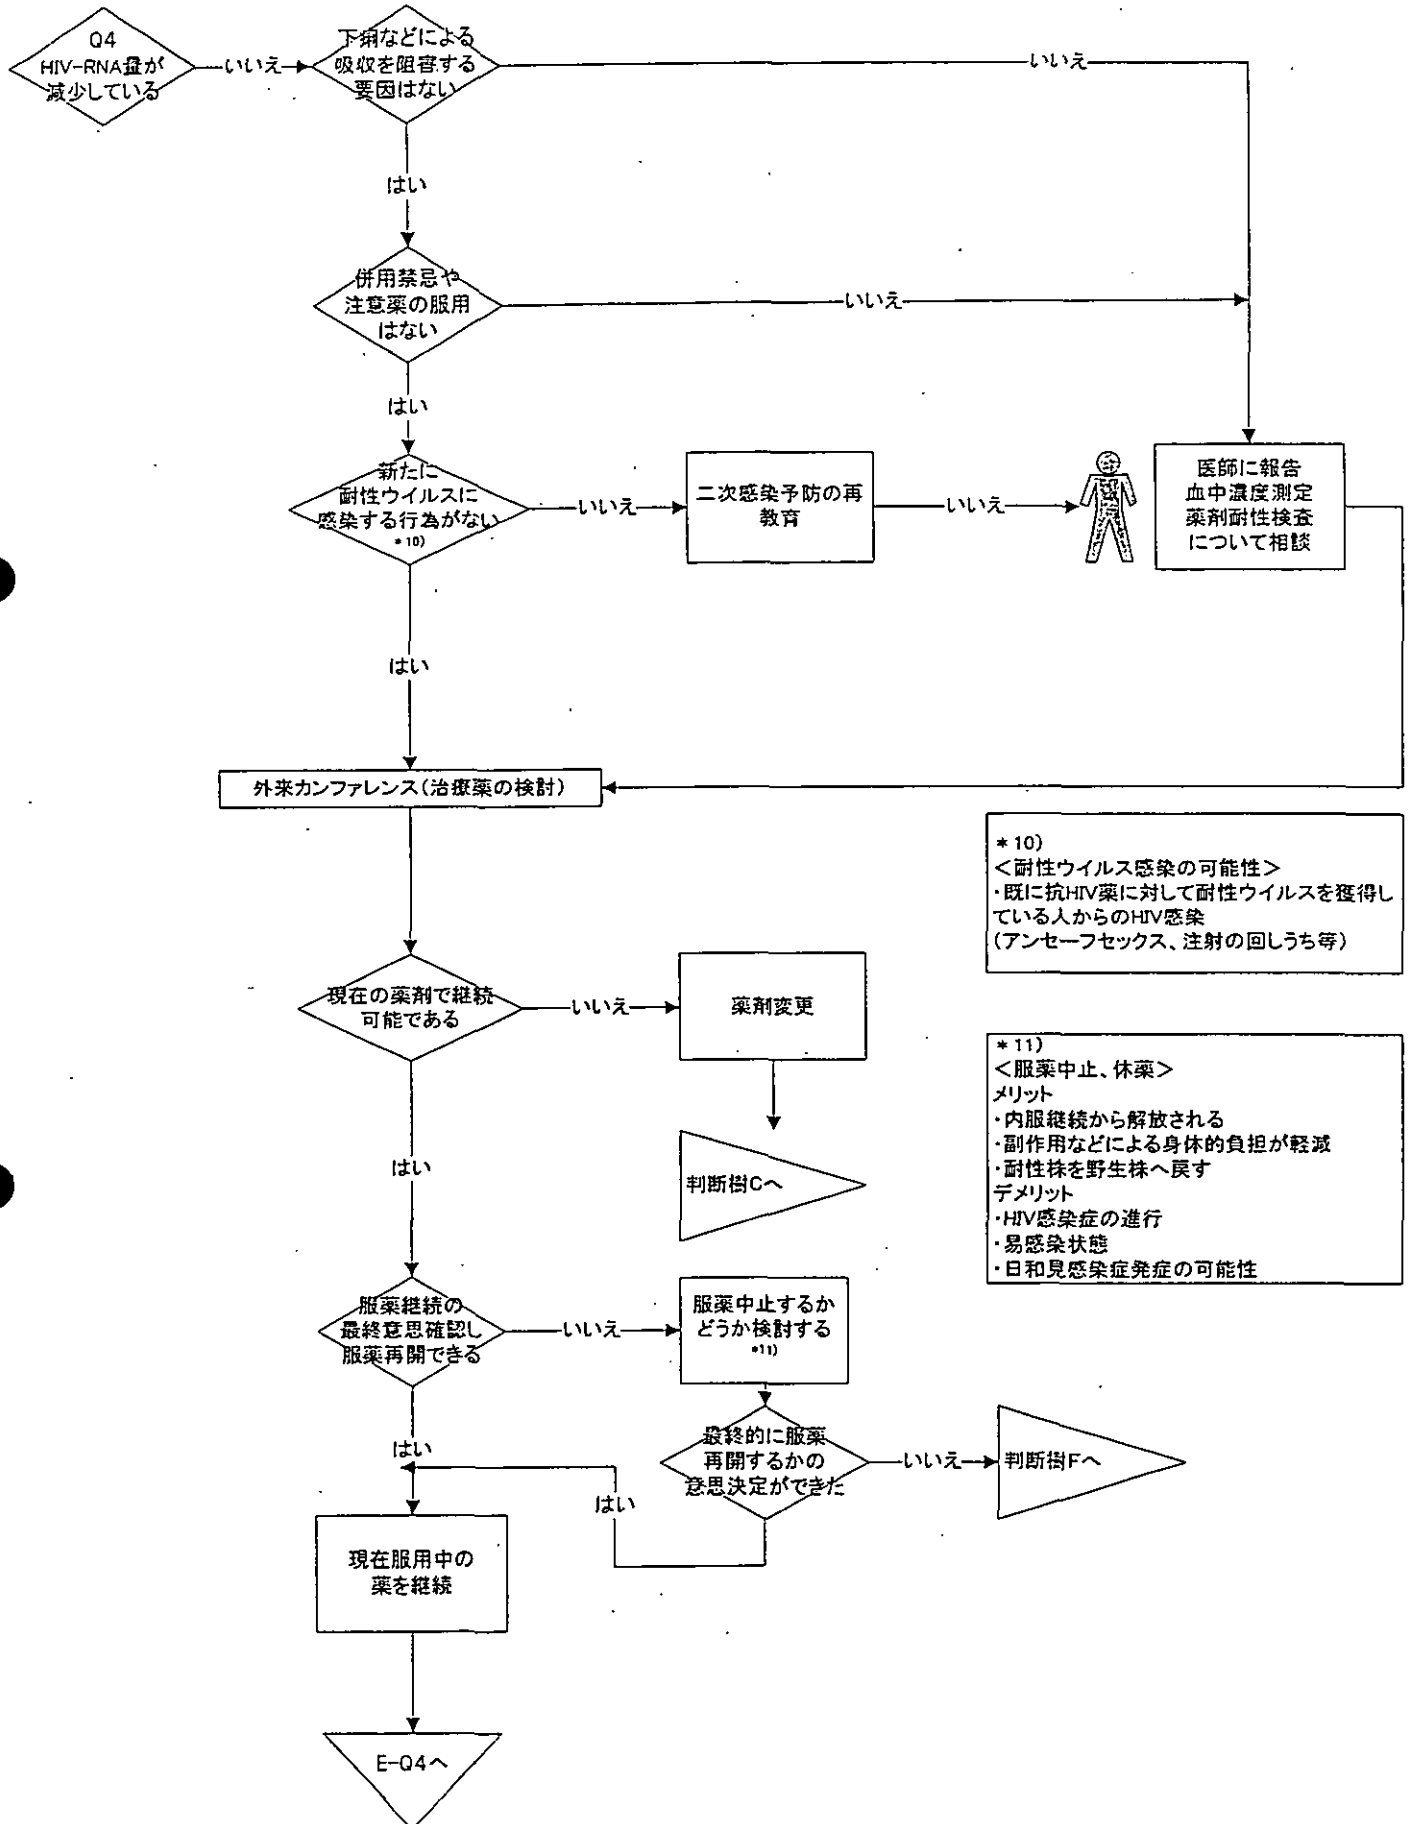 Q4
HIV-RNA量が
減少している
いいえ
下痢などによる
吸収を阻害する
要因はない
いいえ
はい
併用禁忌や
注意薬の服用
はない
いいえ
はい
新たに
耐性ウイルスに
感染する行為がない
*10)
いいえ
二次感染予防の再
教育
いいえ
医師に報告
血中濃度測定
薬剤耐性検査
について相談
はい
外来カンファレンス(治療薬の検討)
*10)
<耐性ウイルス感染の可能性>
・既に抗HIV薬に対して耐性ウイルスを獲得し
ている人からのHIV感染
(アンセーフセックス、注射の回しうち等)
現在の薬剤で継続
可能である
いいえ
薬剤変更
判断樹Cへ
はい
*11)
<服薬中止、休薬>
メリット
・内服継続から解放される
・副作用などによる身体的負担が軽減
・耐性株を野生株へ戻す
デメリット
・HIV感染症の進行
・易感染状態
・日和見感染症発症の可能性
服薬継続の
最終意思確認し
服薬再開できる
いいえ
服薬中止するか
どうか検討する
*11)
はい
最終的に服薬
再開するかの
意思決定ができた
いいえ
判断樹Fへ
はい
現在服用中の
薬を継続
E-Q4へ